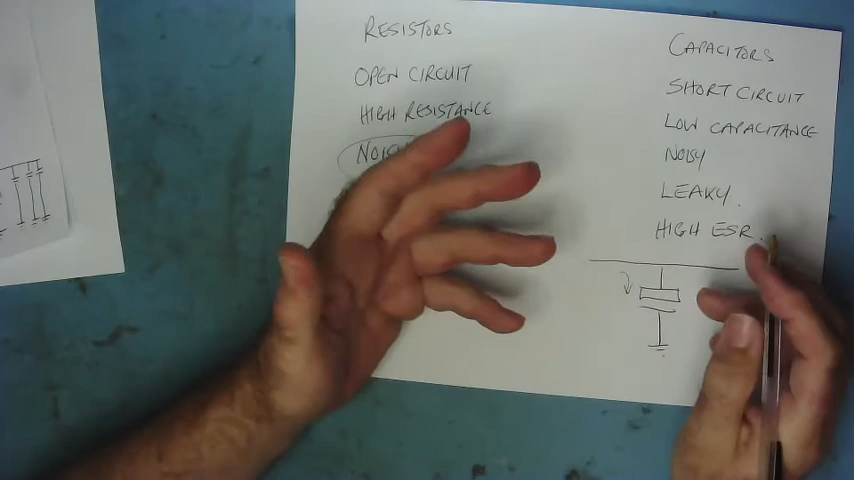 RESISTORS
OPEN CIRCUIT
HIGH RESISTANCE
CAPACITORS
SHORT CIRCUIT
LOW CAPACITANCE
NOISY
LEAKY.
HIGH ESR.